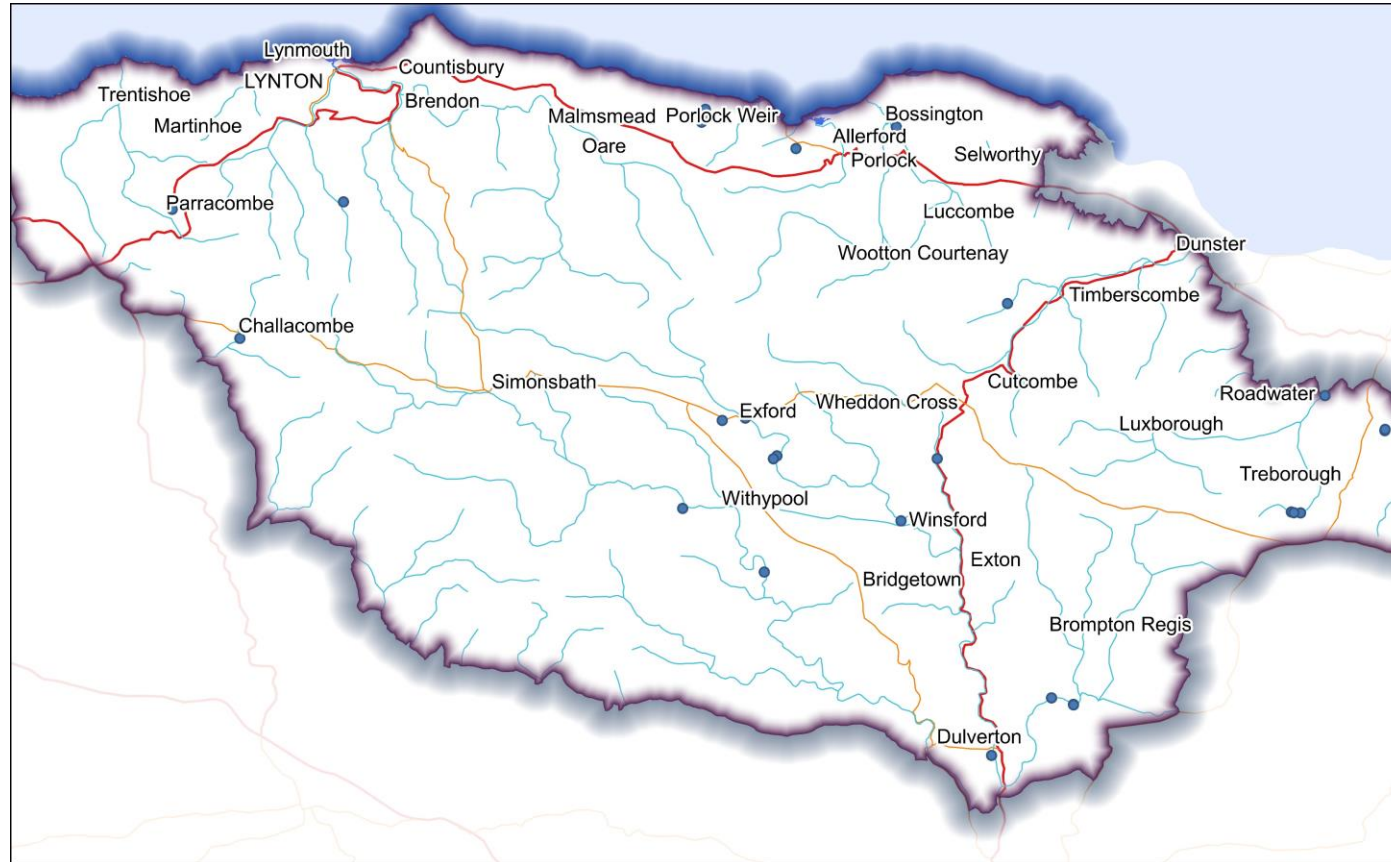 Lynmouth
LYNTON
Countisbury
Trentishoe
Brendon
Martinhoe
Malmsmead
Porlock Weir
Bossington
Oare
Allerford
Porlock
Selworthy
Parracombe
Luccombe
Wootton Courtenay
Dunster
Timberscombe
Challacombe
Simonsbath
Cutcombe
Exford
Wheddon Cross
Roadwater
Luxborough
Treborough
Withypool
Winsford
Exton
Bridgetown
Brompton Regis
Dulverton